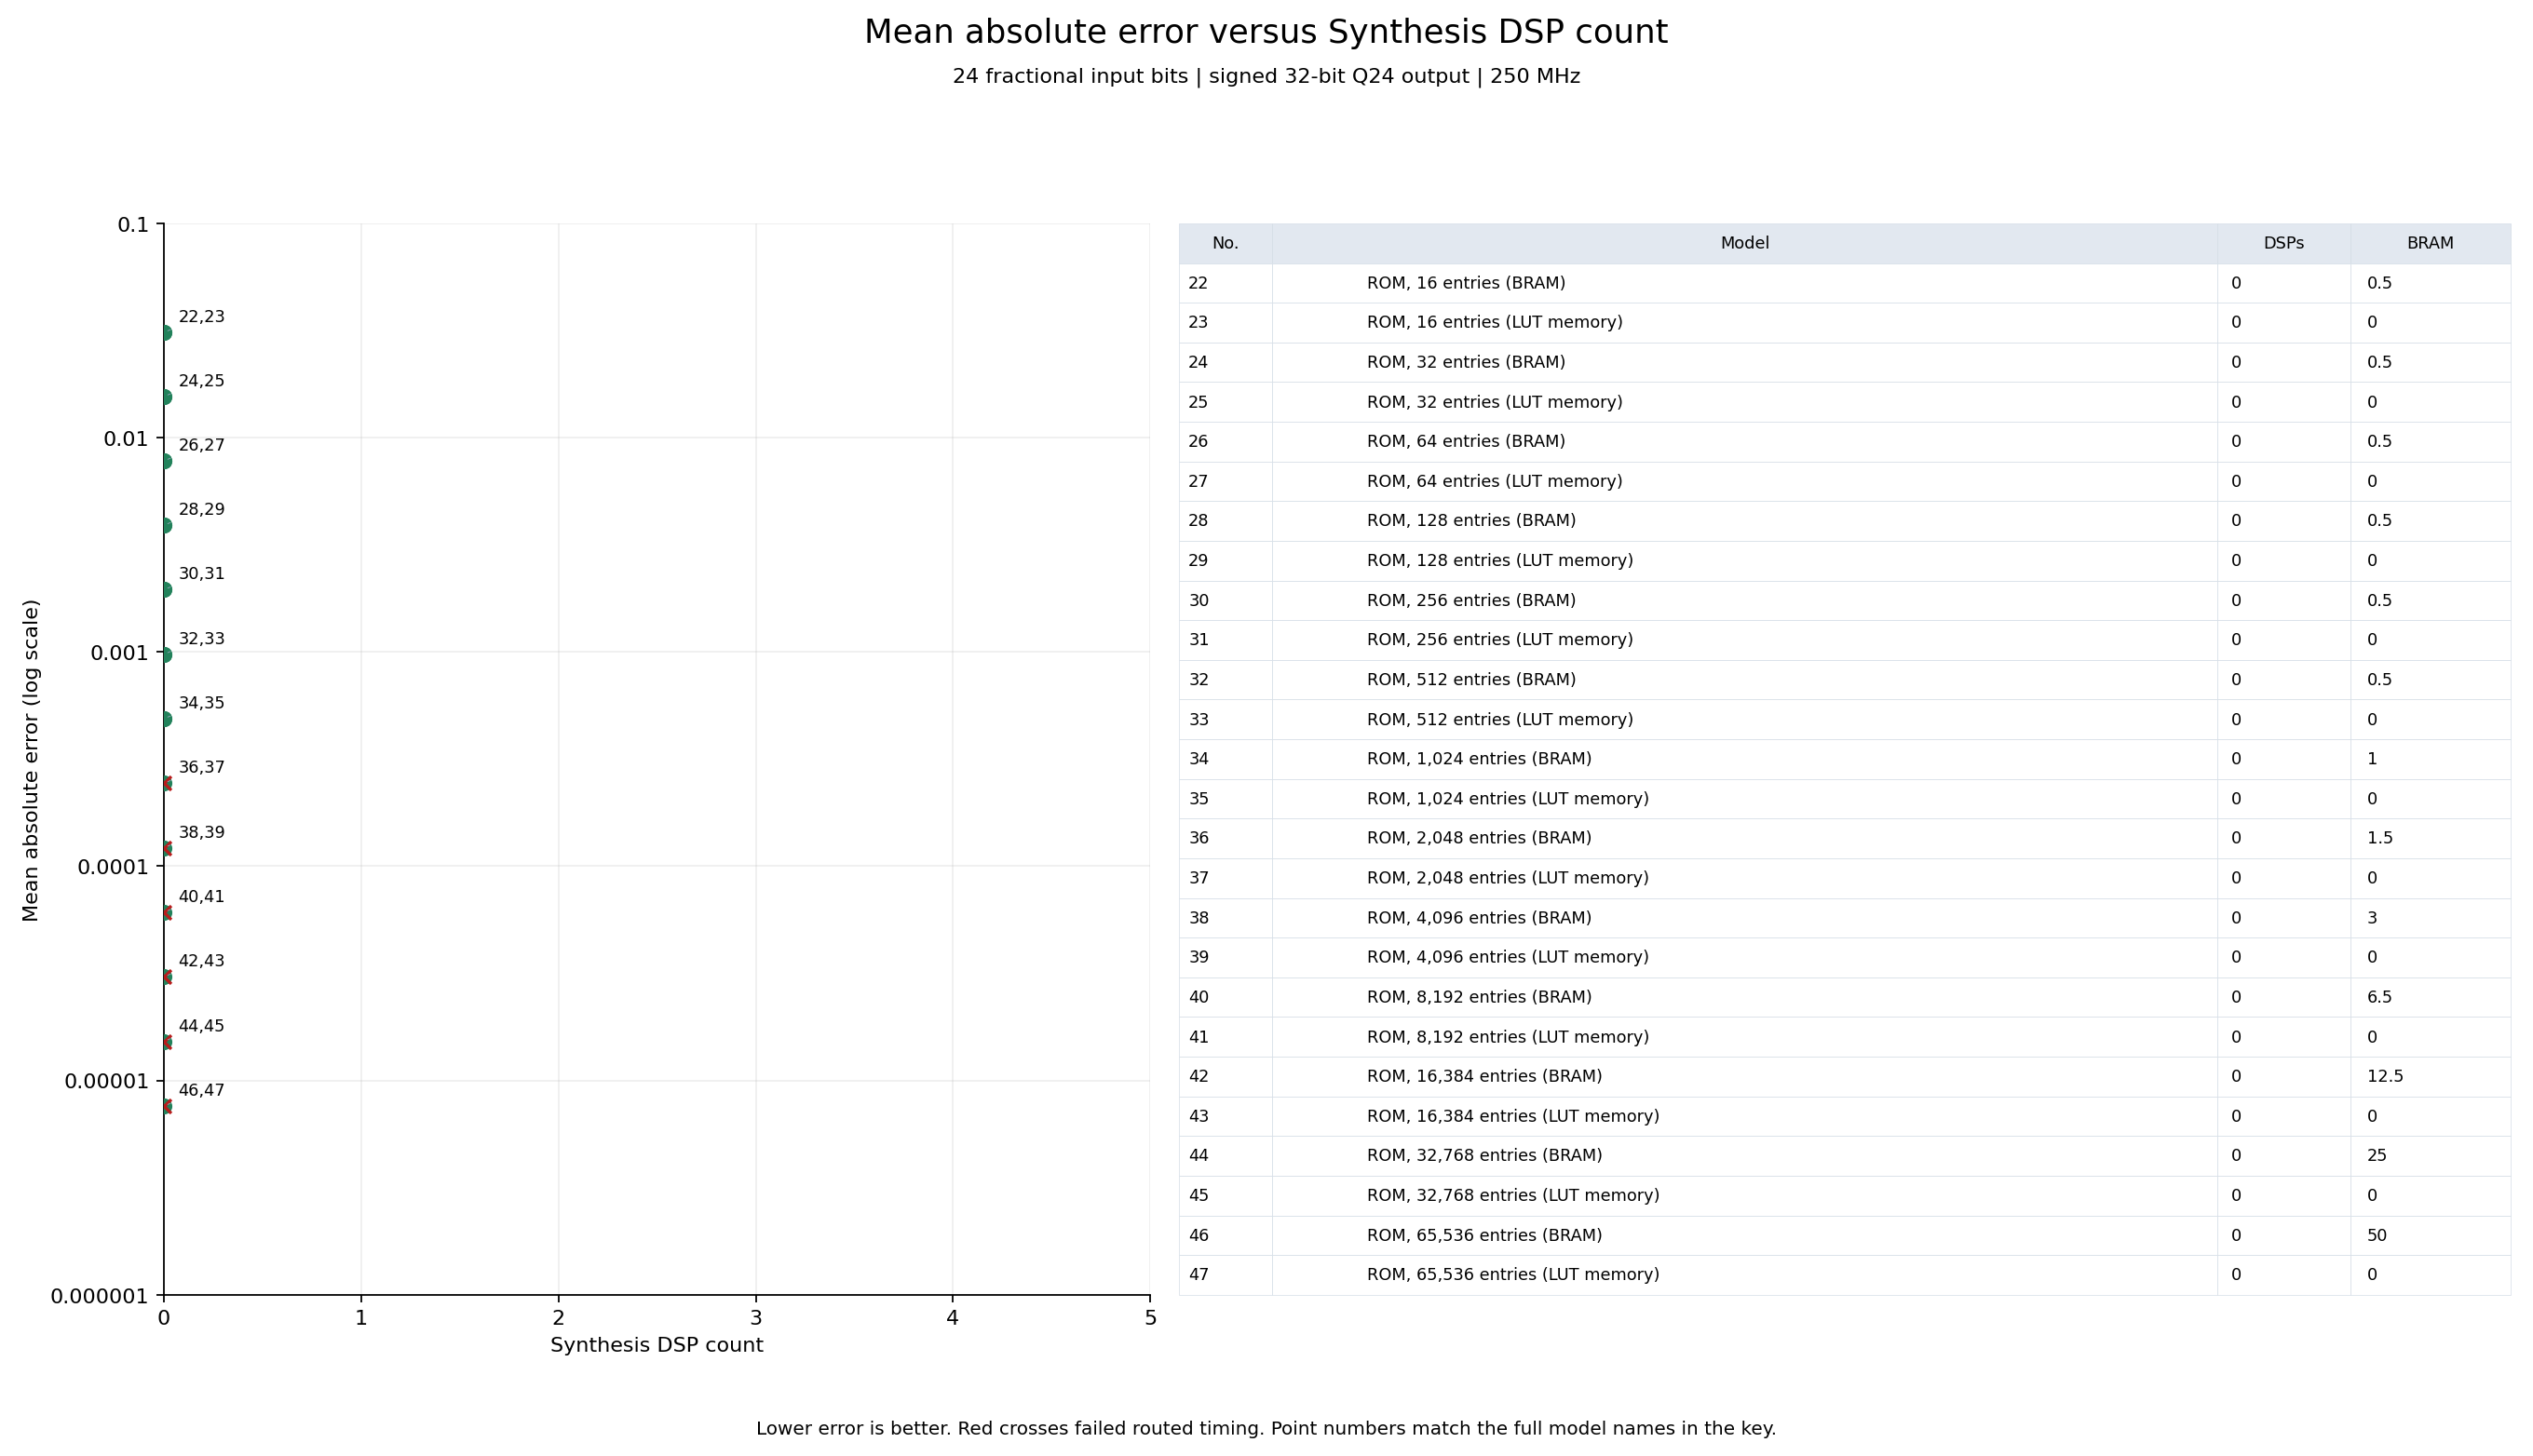 Mean absolute error versus Synthesis DSP count
24 fractional input bits | signed 32-bit Q24 output | 250 MHz
Mean absolute error (log scale)
0.1
0.01
0.001
0.0001
0.00001
0.000001
22,23
24,25
26,27
28,29
30,31
32,33
34,35
36,37
38,39
40,41
42,43
44,45
46,47
0 1 2 3 4 5
Synthesis DSP count
No. Model DSPs BRAM
22 ROM, 16 entries (BRAM) 0 0.5
23 ROM, 16 entries (LUT memory) 0 0
24 ROM, 32 entries (BRAM) 0 0.5
25 ROM, 32 entries (LUT memory) 0 0
26 ROM, 64 entries (BRAM) 0 0.5
27 ROM, 64 entries (LUT memory) 0 0
28 ROM, 128 entries (BRAM) 0 0.5
29 ROM, 128 entries (LUT memory) 0 0
30 ROM, 256 entries (BRAM) 0 0.5
31 ROM, 256 entries (LUT memory) 0 0
32 ROM, 512 entries (BRAM) 0 0.5
33 ROM, 512 entries (LUT memory) 0 0
34 ROM, 1,024 entries (BRAM) 0 1
35 ROM, 1,024 entries (LUT memory) 0 0
36 ROM, 2,048 entries (BRAM) 0 1.5
37 ROM, 2,048 entries (LUT memory) 0 0
38 ROM, 4,096 entries (BRAM) 0 3
39 ROM, 4,096 entries (LUT memory) 0 0
40 ROM, 8,192 entries (BRAM) 0 6.5
41 ROM, 8,192 entries (LUT memory) 0 0
42 ROM, 16,384 entries (BRAM) 0 12.5
43 ROM, 16,384 entries (LUT memory) 0 0
44 ROM, 32,768 entries (BRAM) 0 25
45 ROM, 32,768 entries (LUT memory) 0 0
46 ROM, 65,536 entries (BRAM) 0 50
47 ROM, 65,536 entries (LUT memory) 0 0
Lower error is better. Red crosses failed routed timing. Point numbers match the full model names in the key.